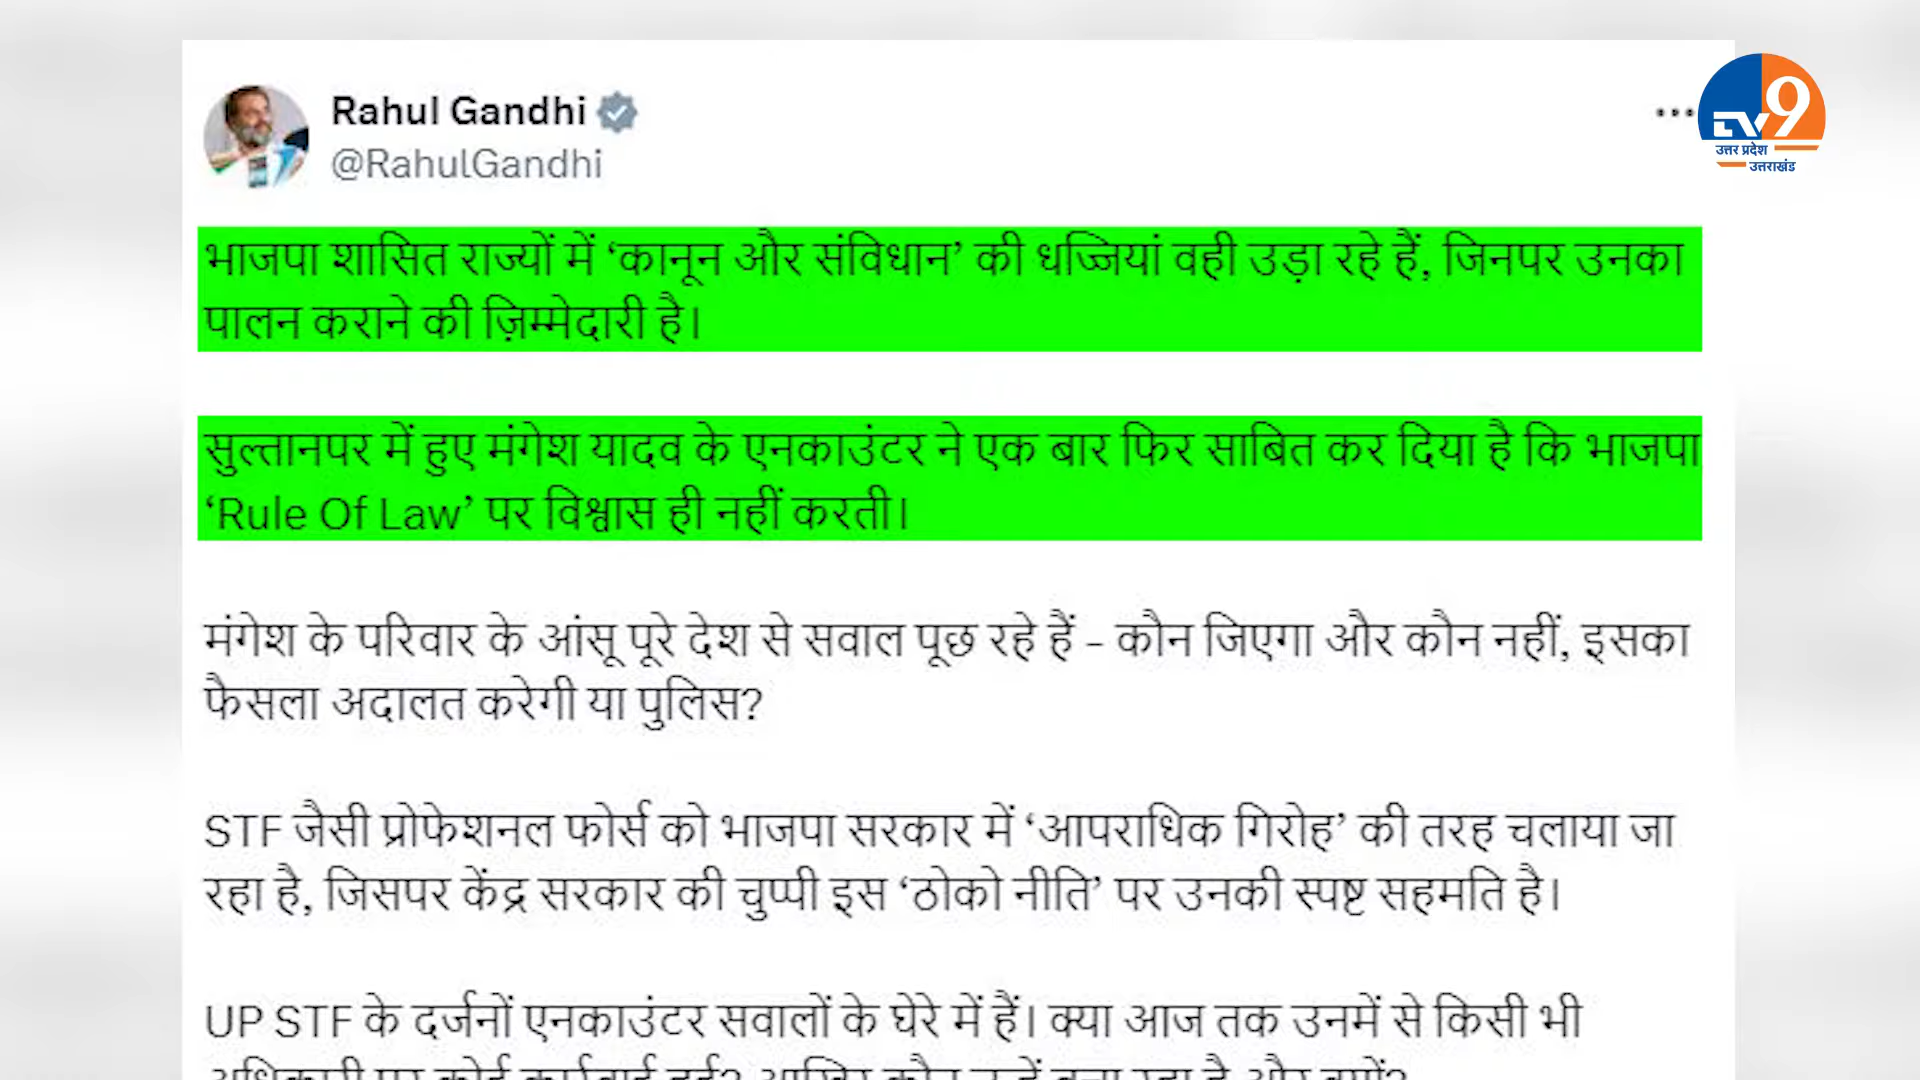 Rahul Gandhi
@RahulGandhi
TV9
उत्तर प्रदेश
उत्तराखंड
भाजपा शासित राज्यों में ‘कानून और संविधान’ की धज्जियां वही उड़ा रहे हैं, जिनपर उनका
पालन कराने की ज़िम्मेदारी है।
सुल्तानपर में हुए मंगेश यादव के एनकाउंटर ने एक बार फिर साबित कर दिया है कि भाजपा
‘Rule Of Law’ पर विश्वास ही नहीं करती।
मंगेश के परिवार के आंसू पूरे देश से सवाल पूछ रहे हैं - कौन जिएगा और कौन नहीं, इसका
फैसला अदालत करेगी या पुलिस?
STF जैसी प्रोफेशनल फोर्स को भाजपा सरकार में ‘आपराधिक गिरोह’ की तरह चलाया जा
रहा है, जिसपर केंद्र सरकार की चुप्पी इस ‘ठोको नीति’ पर उनकी स्पष्ट सहमति है।
UP STF के दर्जनों एनकाउंटर सवालों के घेरे में हैं। क्या आज तक उनमें से किसी भी